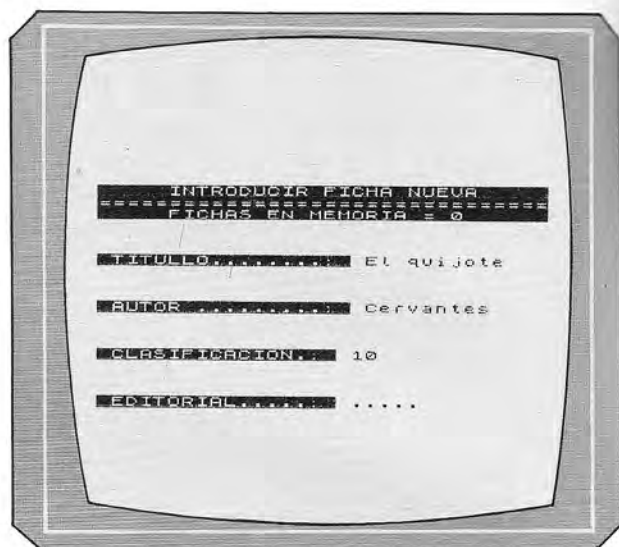 INTRODUCIR FICHA NUEVA
==============================
FICHAS EN MEMORIA = 0
TITULLO.........: El quijote
AUTOR ..........: Cervantes
CLASIFICACION.: 10
EDITORIAL.......: .....